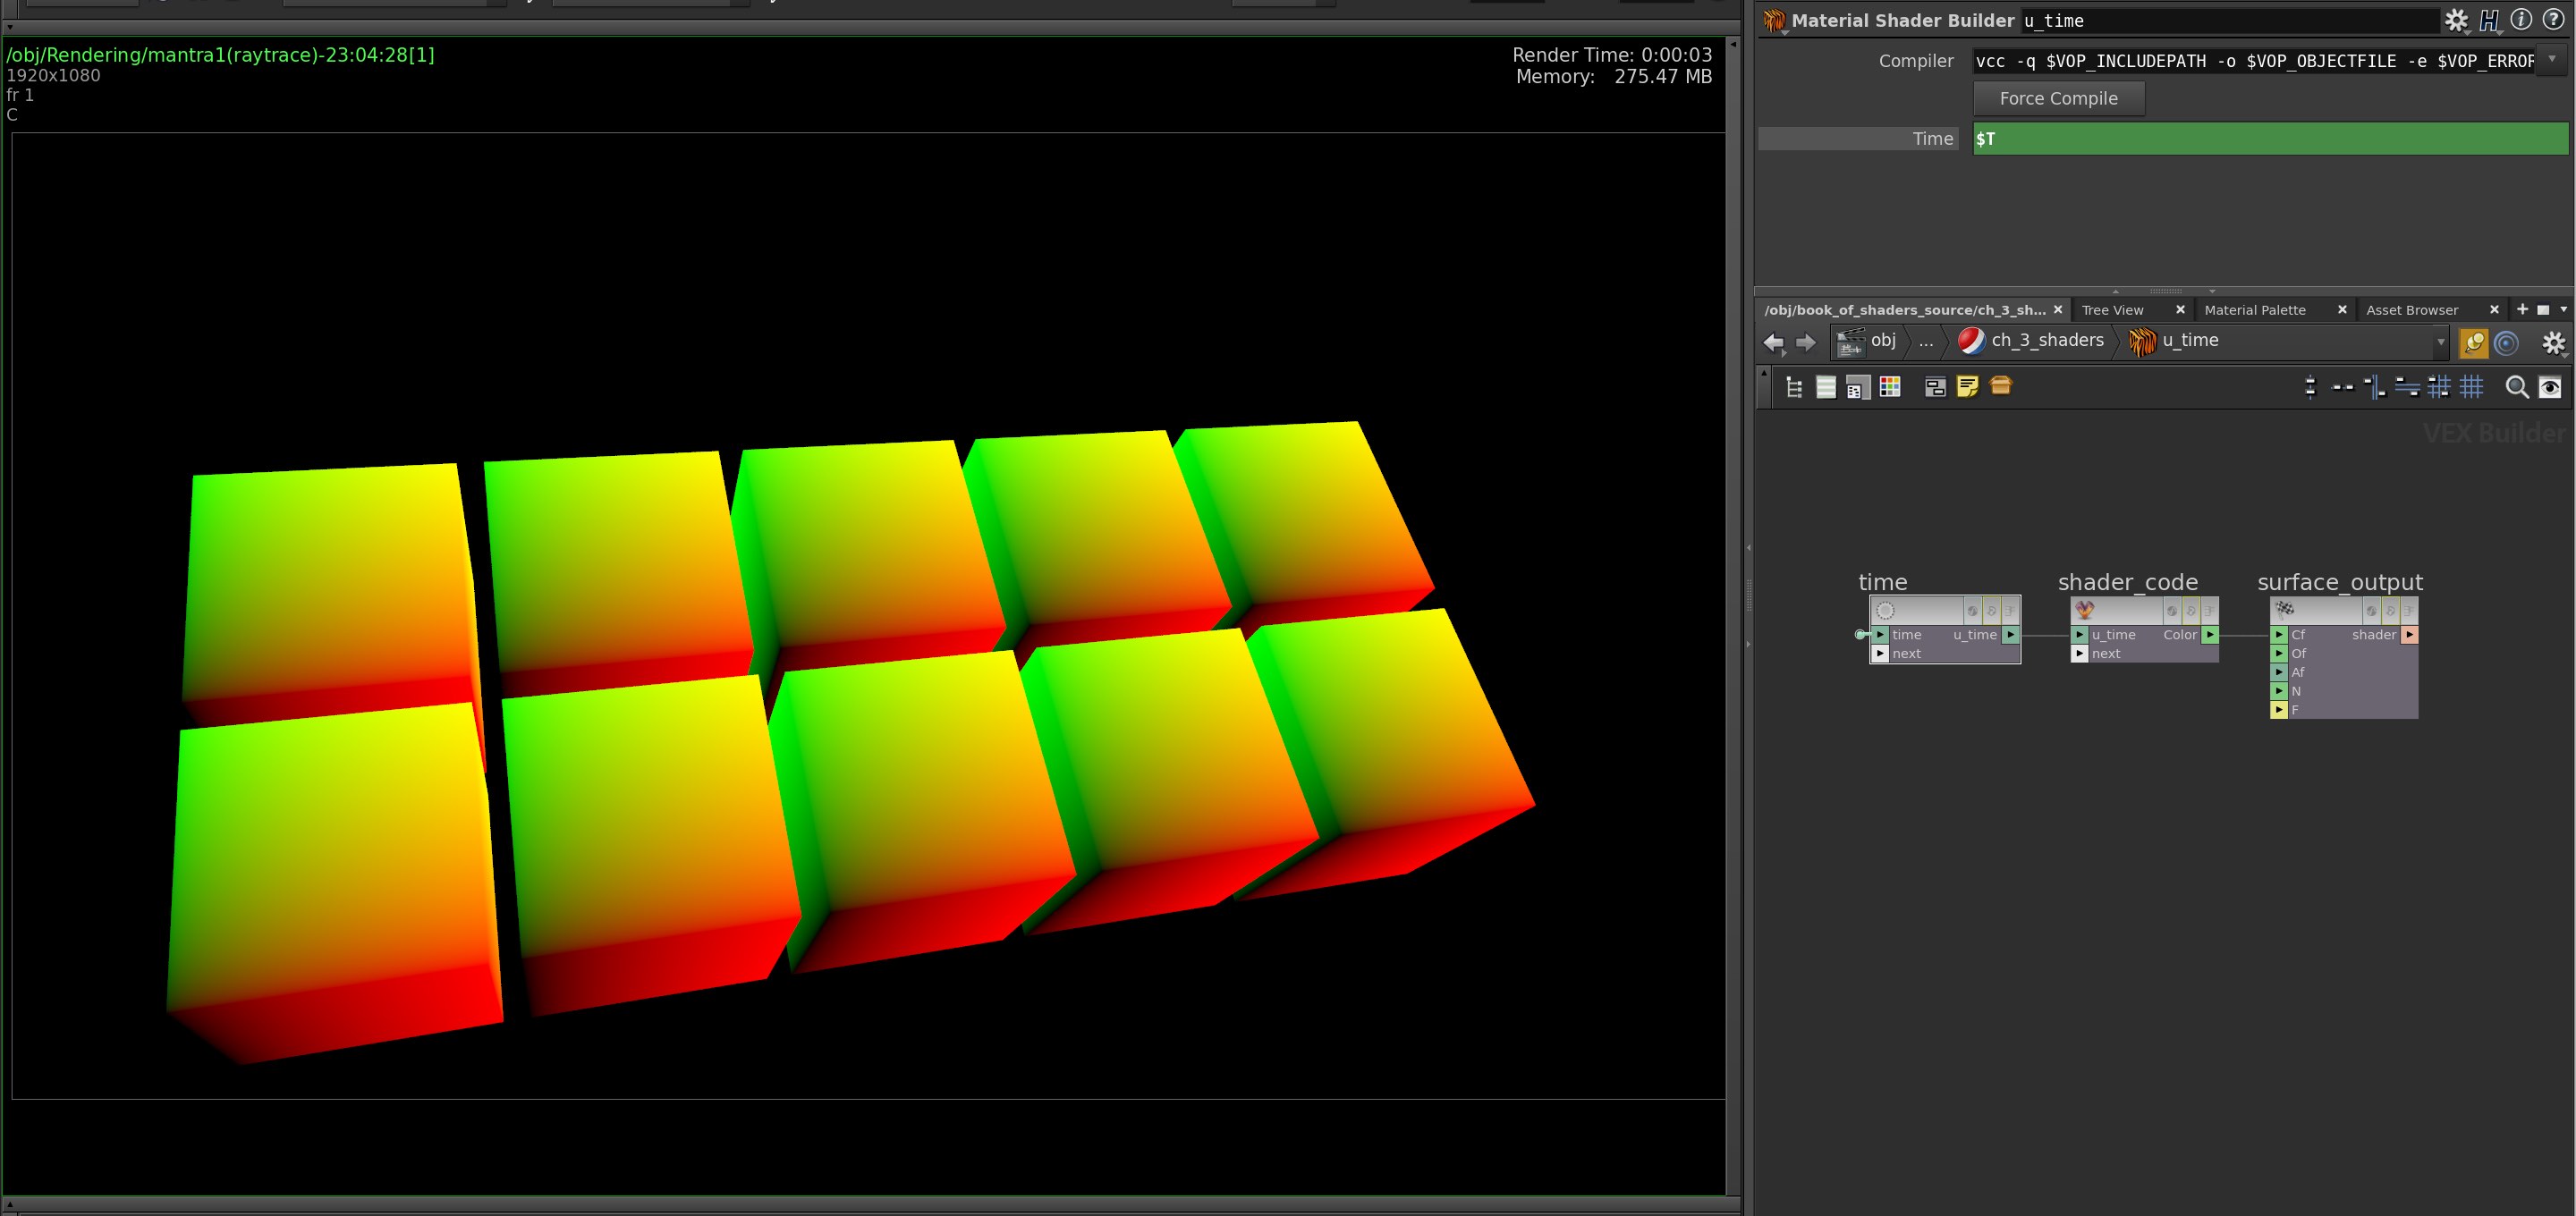 /obj/Rendering/mantra1(raytrace)-23:04:28[1]
1920x1080
fr 1
C
Render Time: 0:00:03
Memory: 275.47 MB
Material Shader Builder u_time
Compiler vcc -q $VOP_INCLUDEPATH -o $VOP_OBJECTFILE -e $VOP_ERROR
Force Compile
Time $T
/obj/book_of_shaders_source/ch_3_sh... Tree View Material Palette Asset Browser
obj ... ch_3_shaders u_time
VEX Builder
time shader_code surface_output
time u_time u_time Color Cf shader
next next Of
Af
N
F